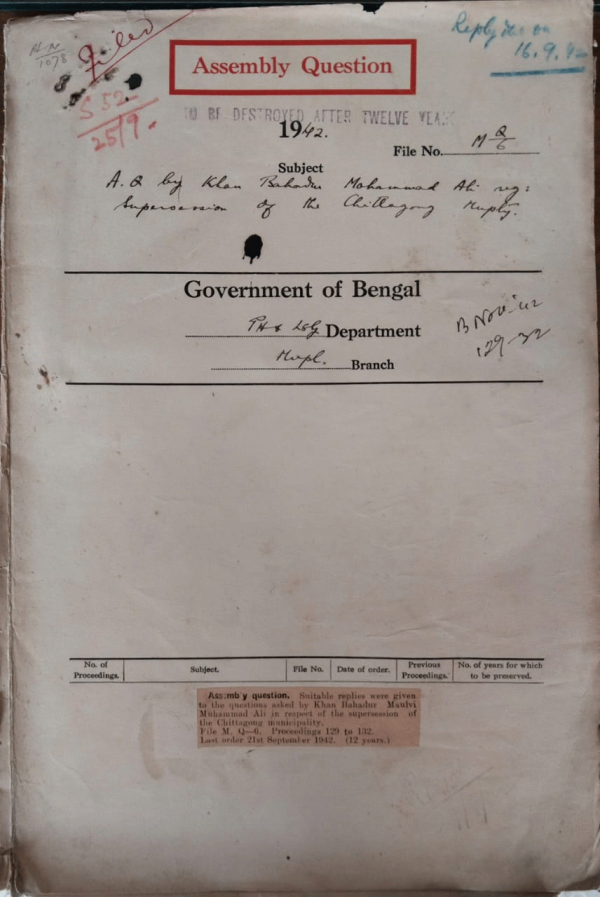 Filed
1078
S 52
25/9
Reply due on
16.9.42
Assembly Question
TO BE DESTROYED AFTER TWELVE YEARS
1942.
File No. M Q/6
Subject
A. Q by Khan Bahadur Mohammad Ali reg:
Supersession of the Chittagong Muply.
Government of Bengal
PH & LSG Department
Mupl. Branch
B Nov '42
129-32
No. of Proceedings. Subject. File No. Date of order. Previous Proceedings. No. of years for which to be preserved.
Assembly question. Suitable replies were given
to the questions asked by Khan Bahadur Maulvi
Muhammad Ali in respect of the supersession of
the Chittagong municipality.
File M. Q—6. Proceedings 129 to 132.
Last order 21st September 1942. (12 years.)